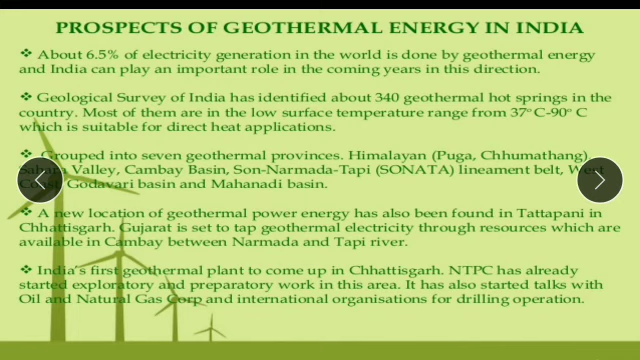 PROSPECTS OF GEOTHERMAL ENERGY IN INDIA
❖ About 6.5% of electricity generation in the world is done by geothermal energy
and India can play an important role in the coming years in this direction.
❖ Geological Survey of India has identified about 340 geothermal hot springs in the
country. Most of them are in the low surface temperature range from 37°C-90° C
which is suitable for direct heat applications.
❖ Grouped into seven geothermal provinces. Himalayan (Puga, Chhumathang),
Valley, Cambay Basin, Son-Narmada-Tapi (SONATA) lineament belt, West
Coast, Godavari basin and Mahanadi basin.
❖ A new location of geothermal power energy has also been found in Tattapani in
Chhattisgarh. Gujarat is set to tap geothermal electricity through resources which are
available in Cambay between Narmada and Tapi river.
❖ India's first geothermal plant to come up in Chhattisgarh. NTPC has already
started exploratory and preparatory work in this area. It has also started talks with
Oil and Natural Gas Corp and international organisations for drilling operation.